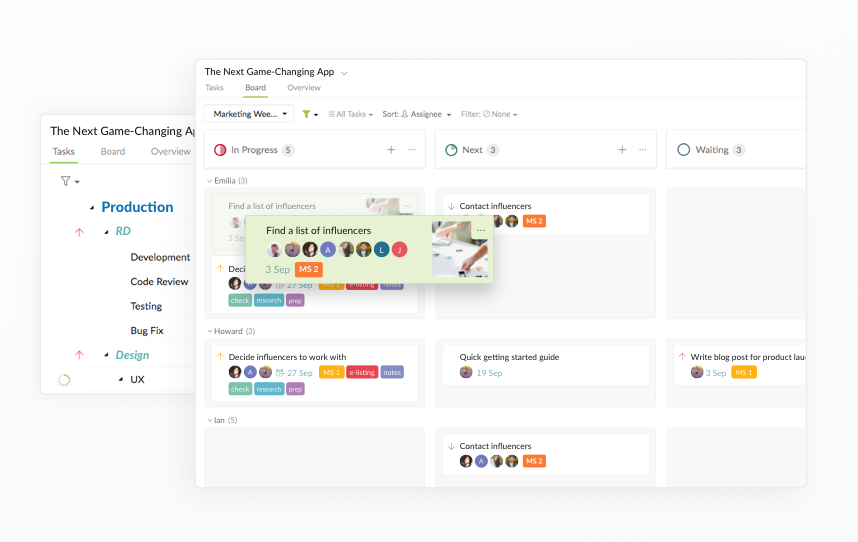 The Next Game-Changing Ap
Tasks Board Overview
Production
RD
Development
Code Review
Testing
Bug Fix
Design
UX
The Next Game-Changing App
Tasks Board Overview
Marketing Wee... All Tasks Sort: Assignee Filter: None
In Progress 5
Next 3
Waiting 3
Emilia (3)
Find a list of influencers
3 Sep
Find a list of influencers
A L J
3 Sep MS 2
Deci
A 27 Sep MS 1 e-listing notes
check research prep
Contact influencers
MS 2
Howard (3)
Decide influencers to work with
A 27 Sep MS 1 e-listing notes
check research prep
Quick getting started guide
19 Sep
Write blog post for product lau
3 Sep MS 1
Ian (5)
Contact influencers
A MS 2